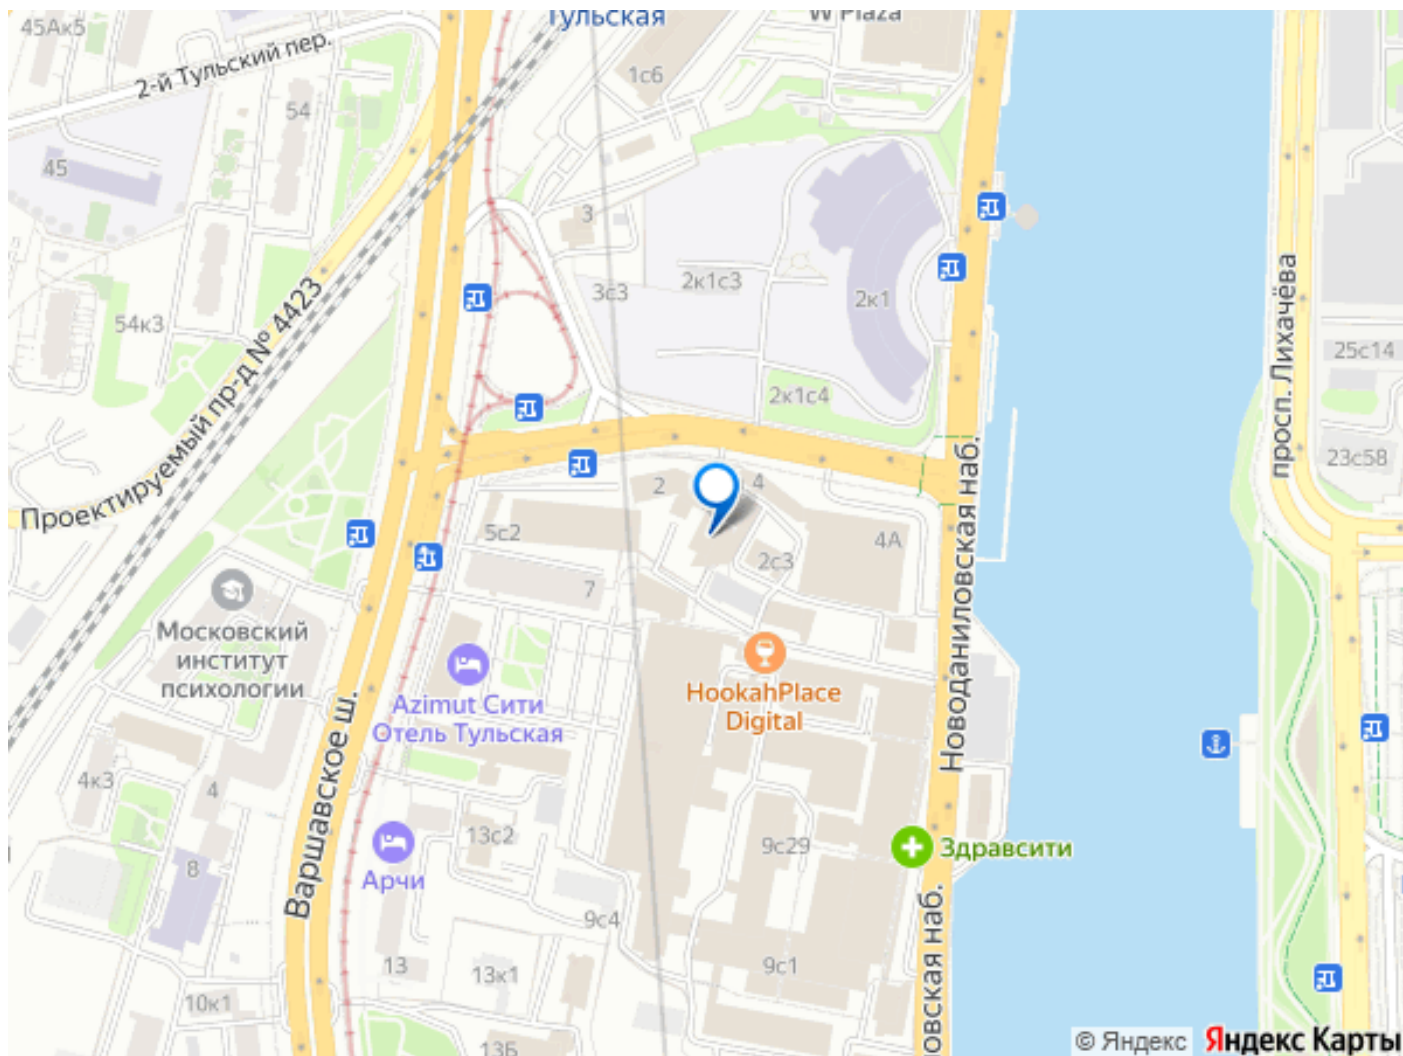 Тульская
W Plaza
45Ак5
2-й Тульский пер.
1с6
54
45
3
2к1с3
3с3
2к1
54к3
Проектируемый пр-д № 4423
просп. Лихачёва
25с14
2к1с4
23с58
2
4
5с2
4А
2с3
7
Новоданиловская наб.
Московский
институт
психологии
HookahPlace
Digital
Azimut Сити
Отель Тульская
Варшавское ш.
4к3
4
13с2
9с29
Здравсити
8
Арчи
9с4
овская наб.
13
13к1
9с1
10к1
13Б
© Яндекс
Яндекс Карты